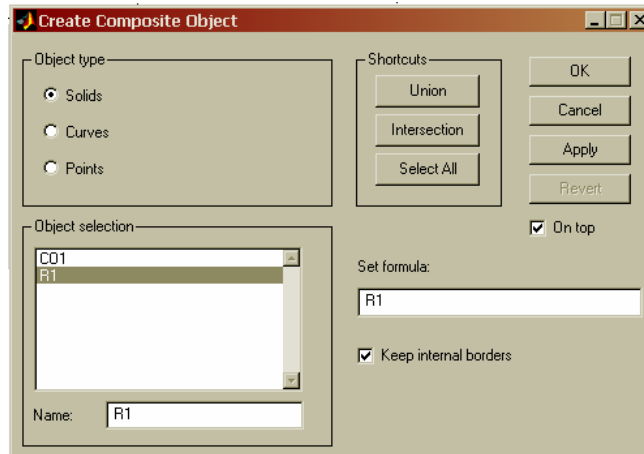 Create Composite Object
Object type
Solids
Curves
Points
Shortcuts
Union
Intersection
Select All
OK
Cancel
Apply
Revert
On top
Object selection
CO1
R1
Name: R1
Set formula:
R1
Keep internal borders